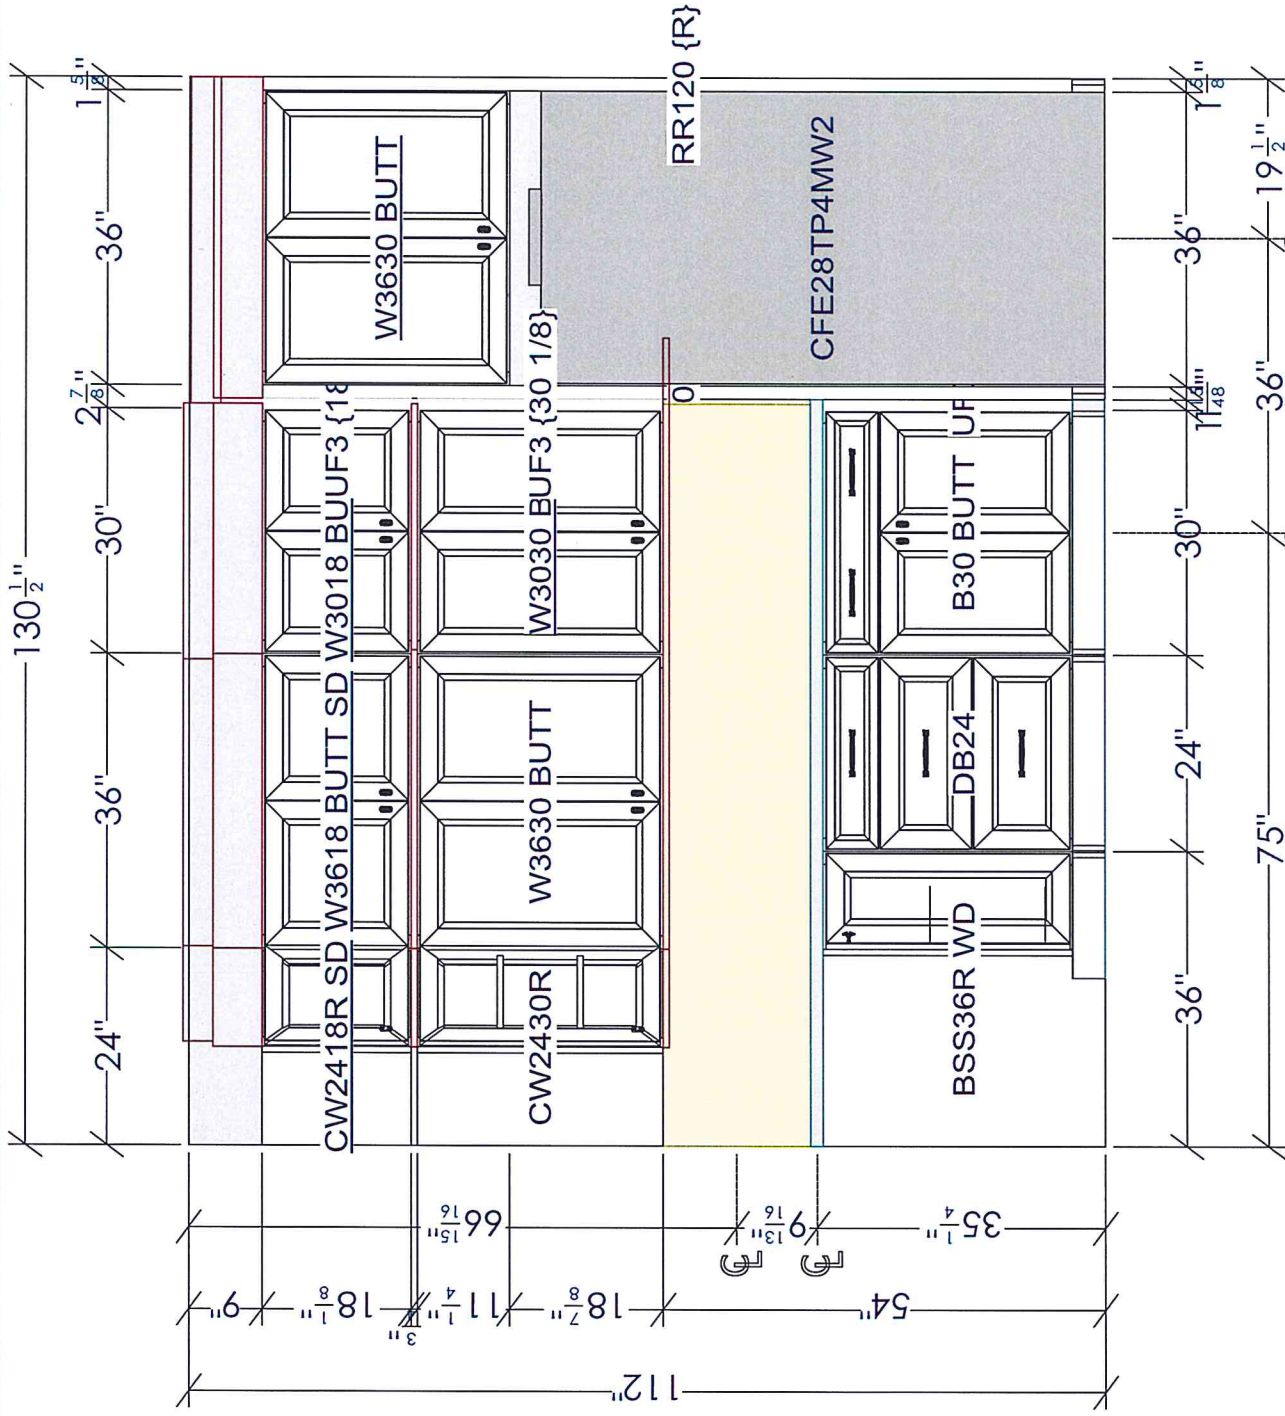 130 1/2"
24"
36"
30"
2 7/8"
36"
1 5/8"
CW2418R SD
W3618 BUTT SD
W3018 BUUF3 {18
W3630 BUTT
CW2430R
W3630 BUTT
W3030 BUF3 {30 1/8}
RR120 {R}
0
CFE28TP4MW2
BSS36R WD
DB24
B30 BUTT
UF
36"
24"
30"
36"
1 5/8"
75"
36"
19 1/2"
66 15/16"
9 13/16"
35 1/4"
CL
CL
9"
18 1/8"
11 1/4"
18 7/8"
54"
112"